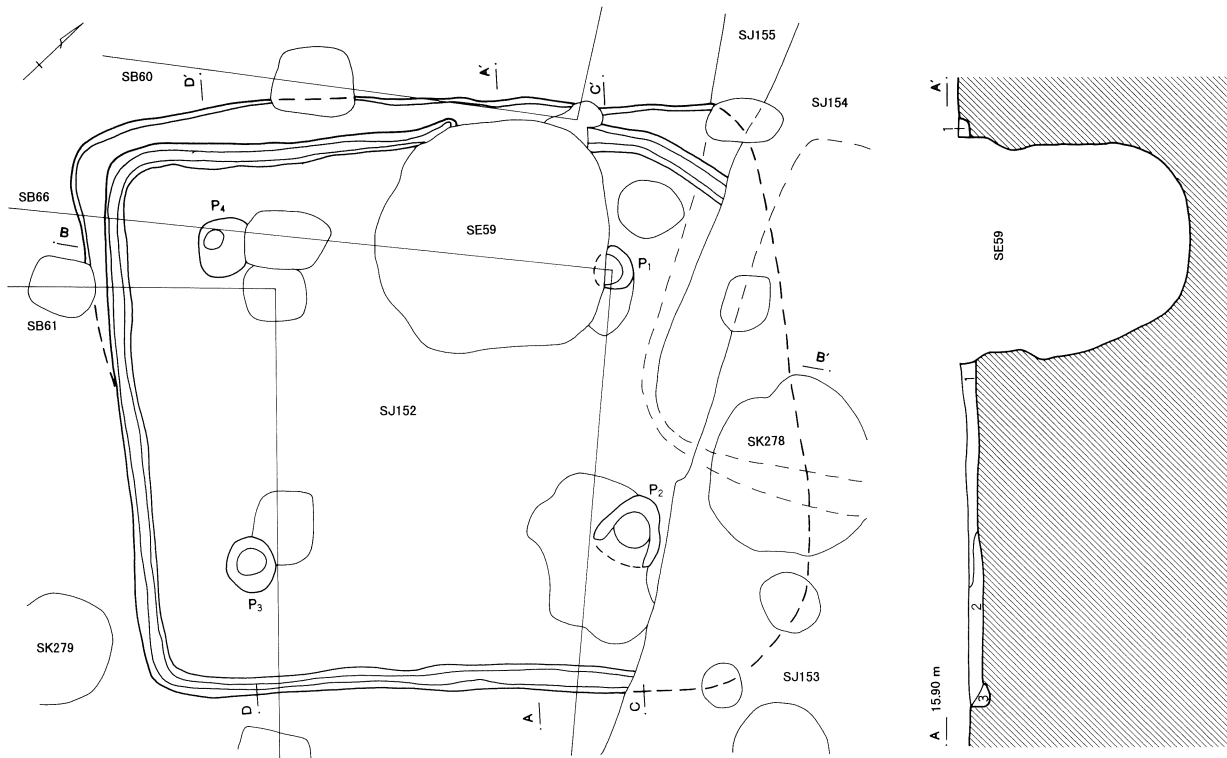 SJ155
SB60
D′
A′
C′
SJ154
A′
1
SB66
P₄
B
SE59
P₁
SE59
SB61
B′
SJ152
1
SK278
P₂
P₃
2
SK279
SJ153
3
D
A
C
A 15.90 m